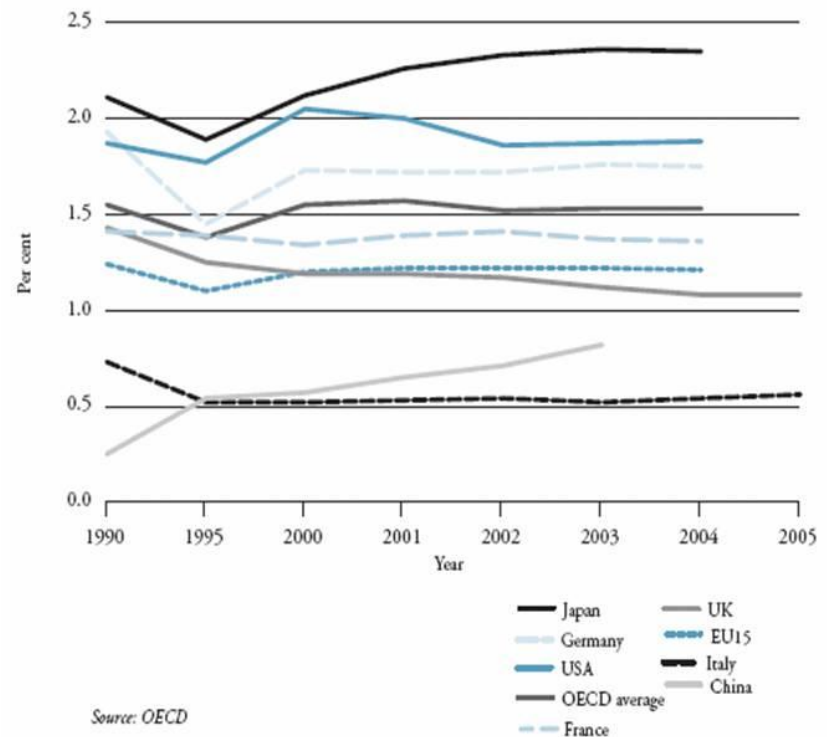 2.5
2.0
1.5
1.0
0.5
0.0
Per cent
1990 1995 2000 2001 2002 2003 2004 2005
Year
Japan UK
Germany EU15
USA Italy
OECD average China
France
Source: OECD